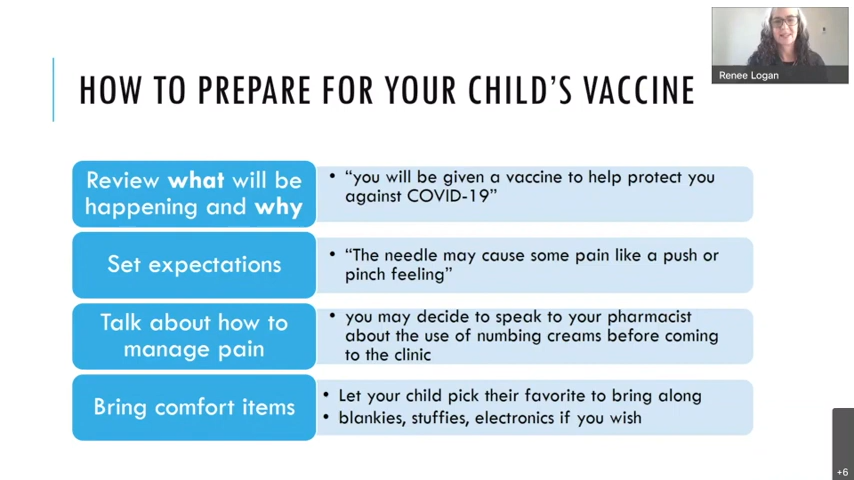 Renee Logan
HOW TO PREPARE FOR YOUR CHILD'S VACCINE
Review what will be
happening and why
• “you will be given a vaccine to help protect you
against COVID-19”
Set expectations
• “The needle may cause some pain like a push or
pinch feeling”
Talk about how to
manage pain
• you may decide to speak to your pharmacist
about the use of numbing creams before coming
to the clinic
Bring comfort items
• Let your child pick their favorite to bring along
• blankies, stuffies, electronics if you wish
+6